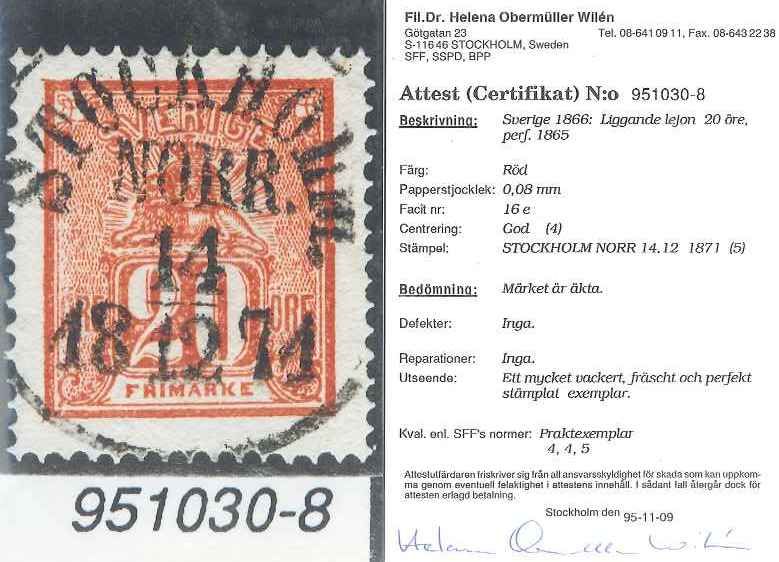 STOCKHOLM
SVERIGE
NORR.
14
20
ÖRE
18 12 71
FRIMÄRKE
951030-8
Fil.Dr. Helena Obermüller Wilén
Götgatan 23 Tel. 08-641 09 11, Fax. 08-643 22 38
S-116 46 STOCKHOLM, Sweden
SFF, SSPD, BPP
Attest (Certifikat) N:o 951030-8
Beskrivning: Sverige 1866: Liggande lejon 20 öre,
perf. 1865
Färg: Röd
Papperstjocklek: 0,08 mm
Facit nr: 16 e
Centrering: God (4)
Stämpel: STOCKHOLM NORR 14.12 1871 (5)
Bedömning: Märket är äkta.
Defekter: Inga.
Reparationer: Inga.
Utseende: Ett mycket vackert, fräscht och perfekt
stämplat exemplar.
Kval. enl. SFF's normer: Praktexemplar
4, 4, 5
Attestutfärdaren friskriver sig från all ansvarsskyldighet för skada som kan uppkom-
ma genom eventuell felaktighet i attestens innehåll. I sådant fall återgår dock för
attesten erlagd betalning.
Stockholm den 95-11-09
Helena Obermüller Wilén